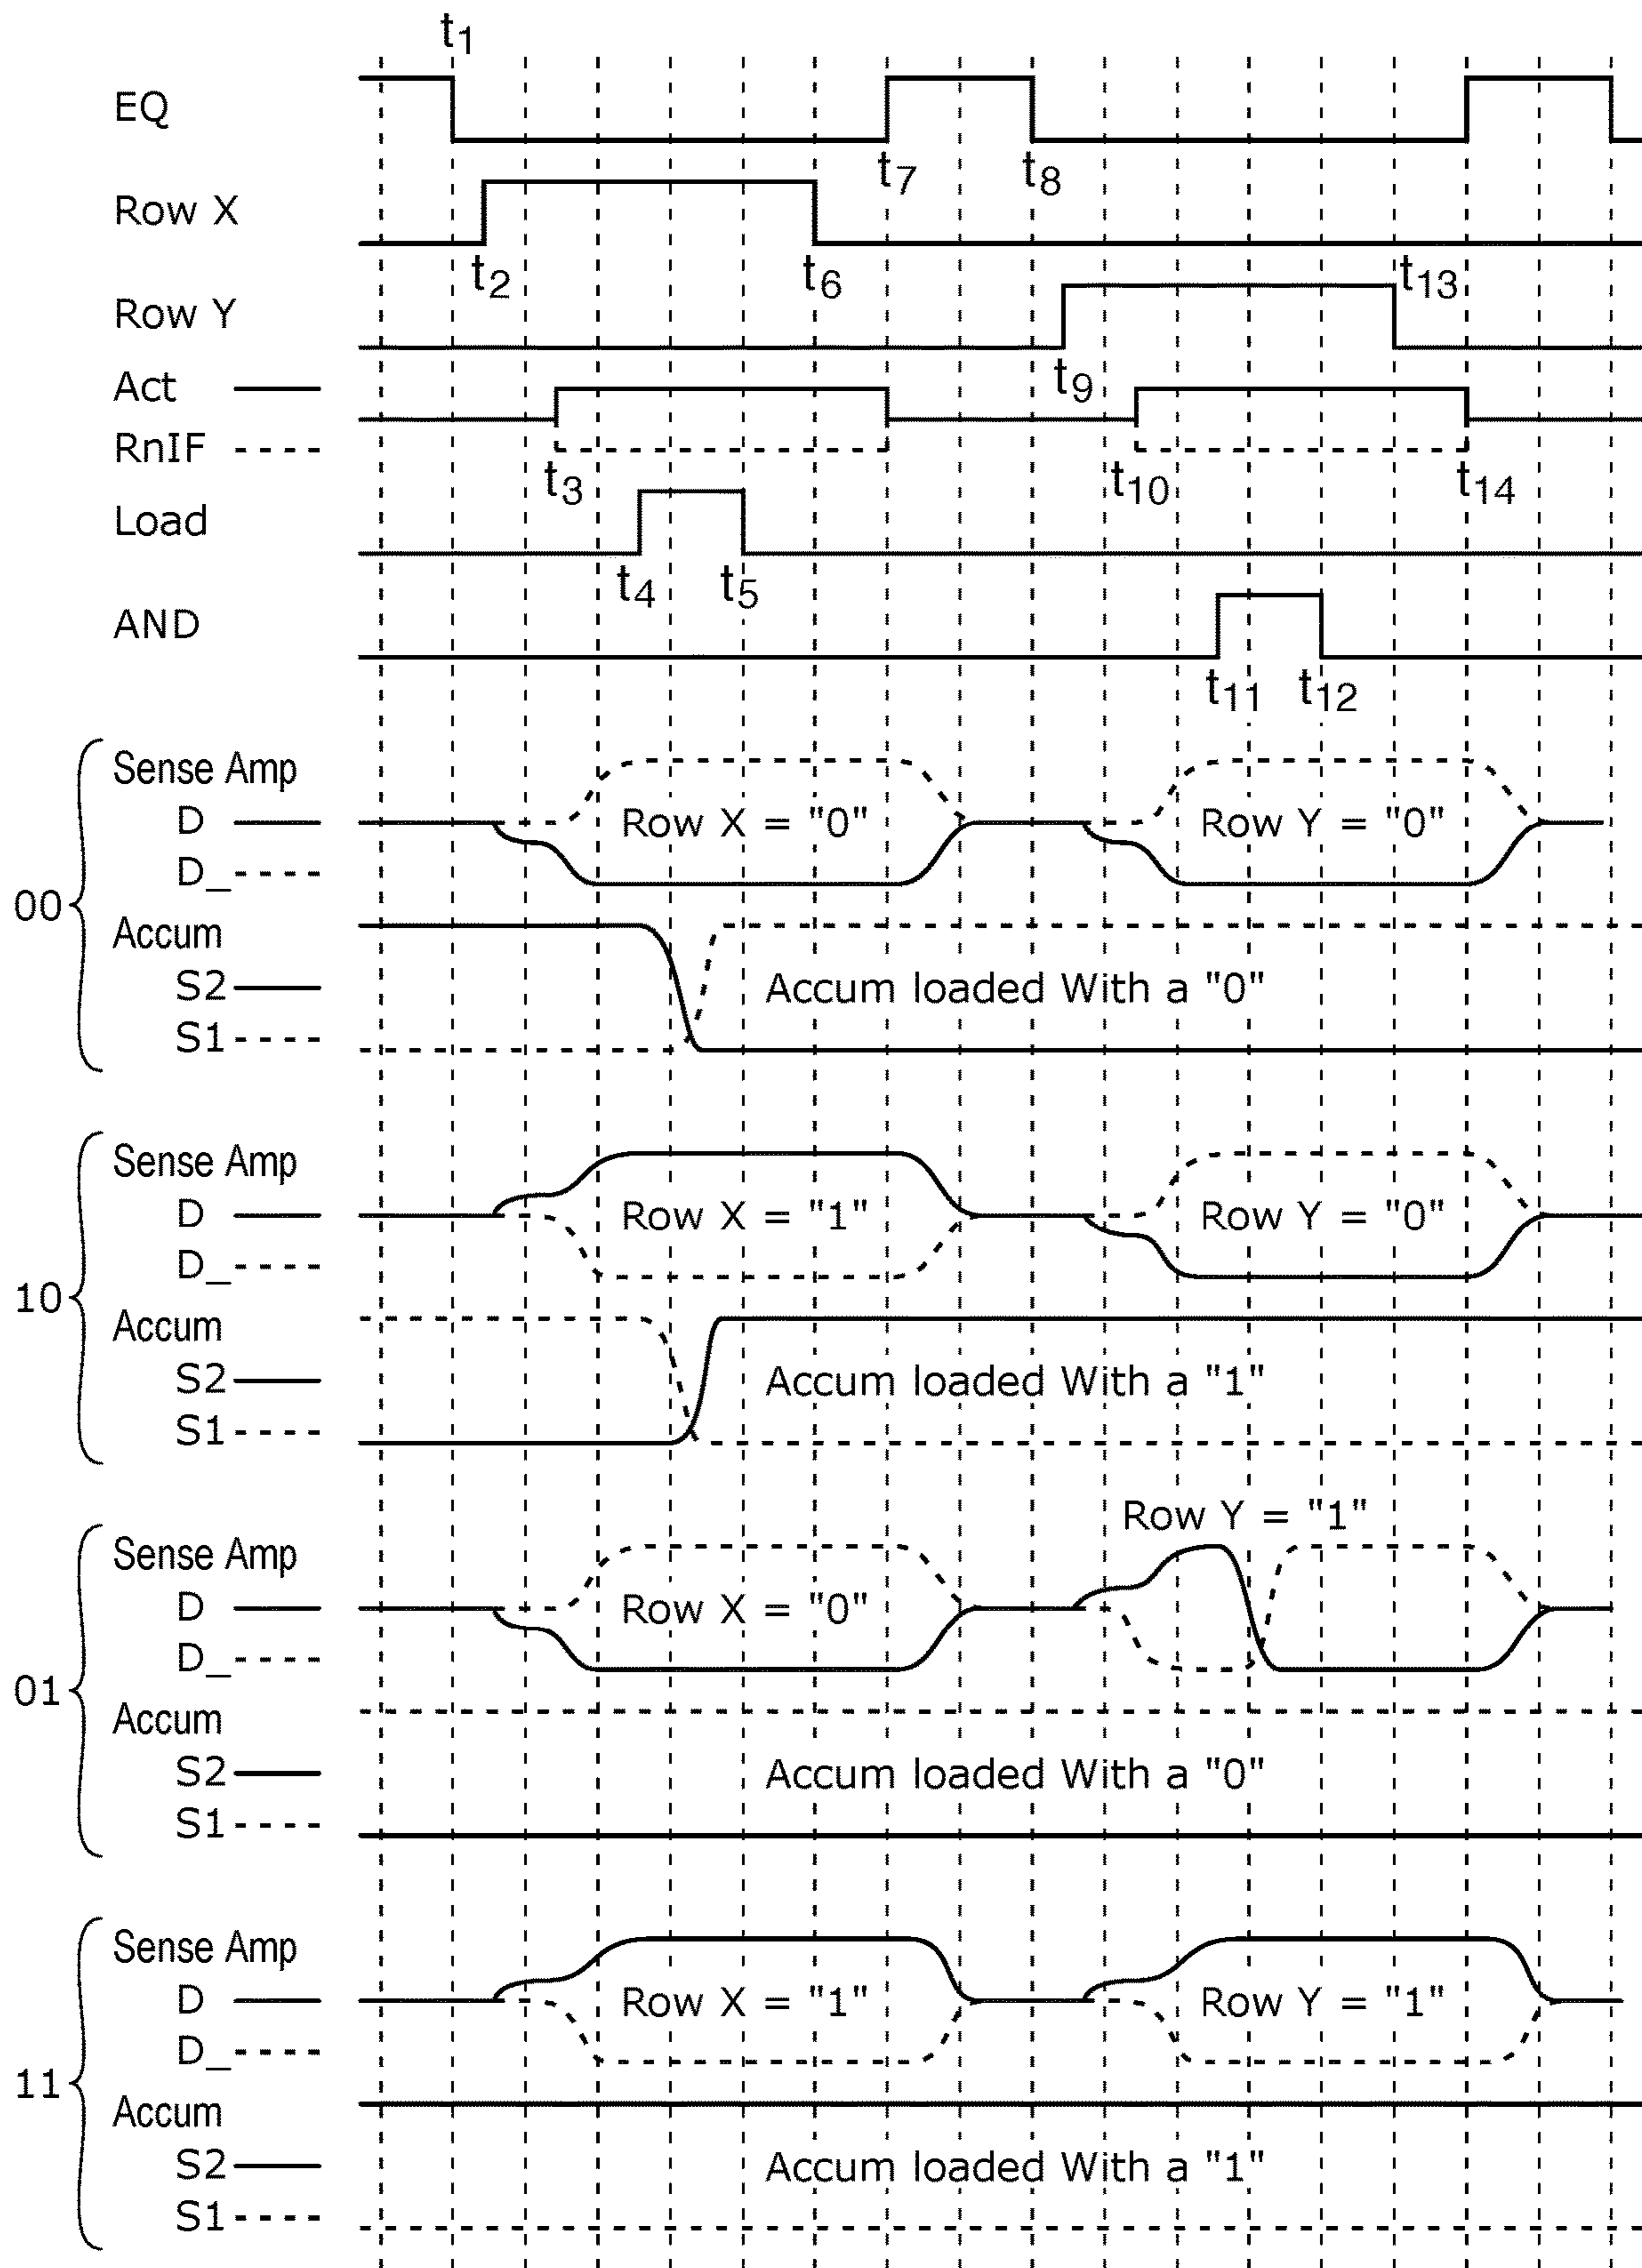 t1
EQ
t7 t8
Row X
t2 t6 t13
Row Y
t9
Act
RnIF
t3 t10 t14
Load
t4 t5
AND
t11 t12
00
Sense Amp
D Row X = "0" Row Y = "0"
D_
Accum
S2 Accum loaded With a "0"
S1
10
Sense Amp
D Row X = "1" Row Y = "0"
D_
Accum
S2 Accum loaded With a "1"
S1
01
Row Y = "1"
Sense Amp
D Row X = "0"
D_
Accum
S2 Accum loaded With a "0"
S1
11
Sense Amp
D Row X = "1" Row Y = "1"
D_
Accum
S2 Accum loaded With a "1"
S1